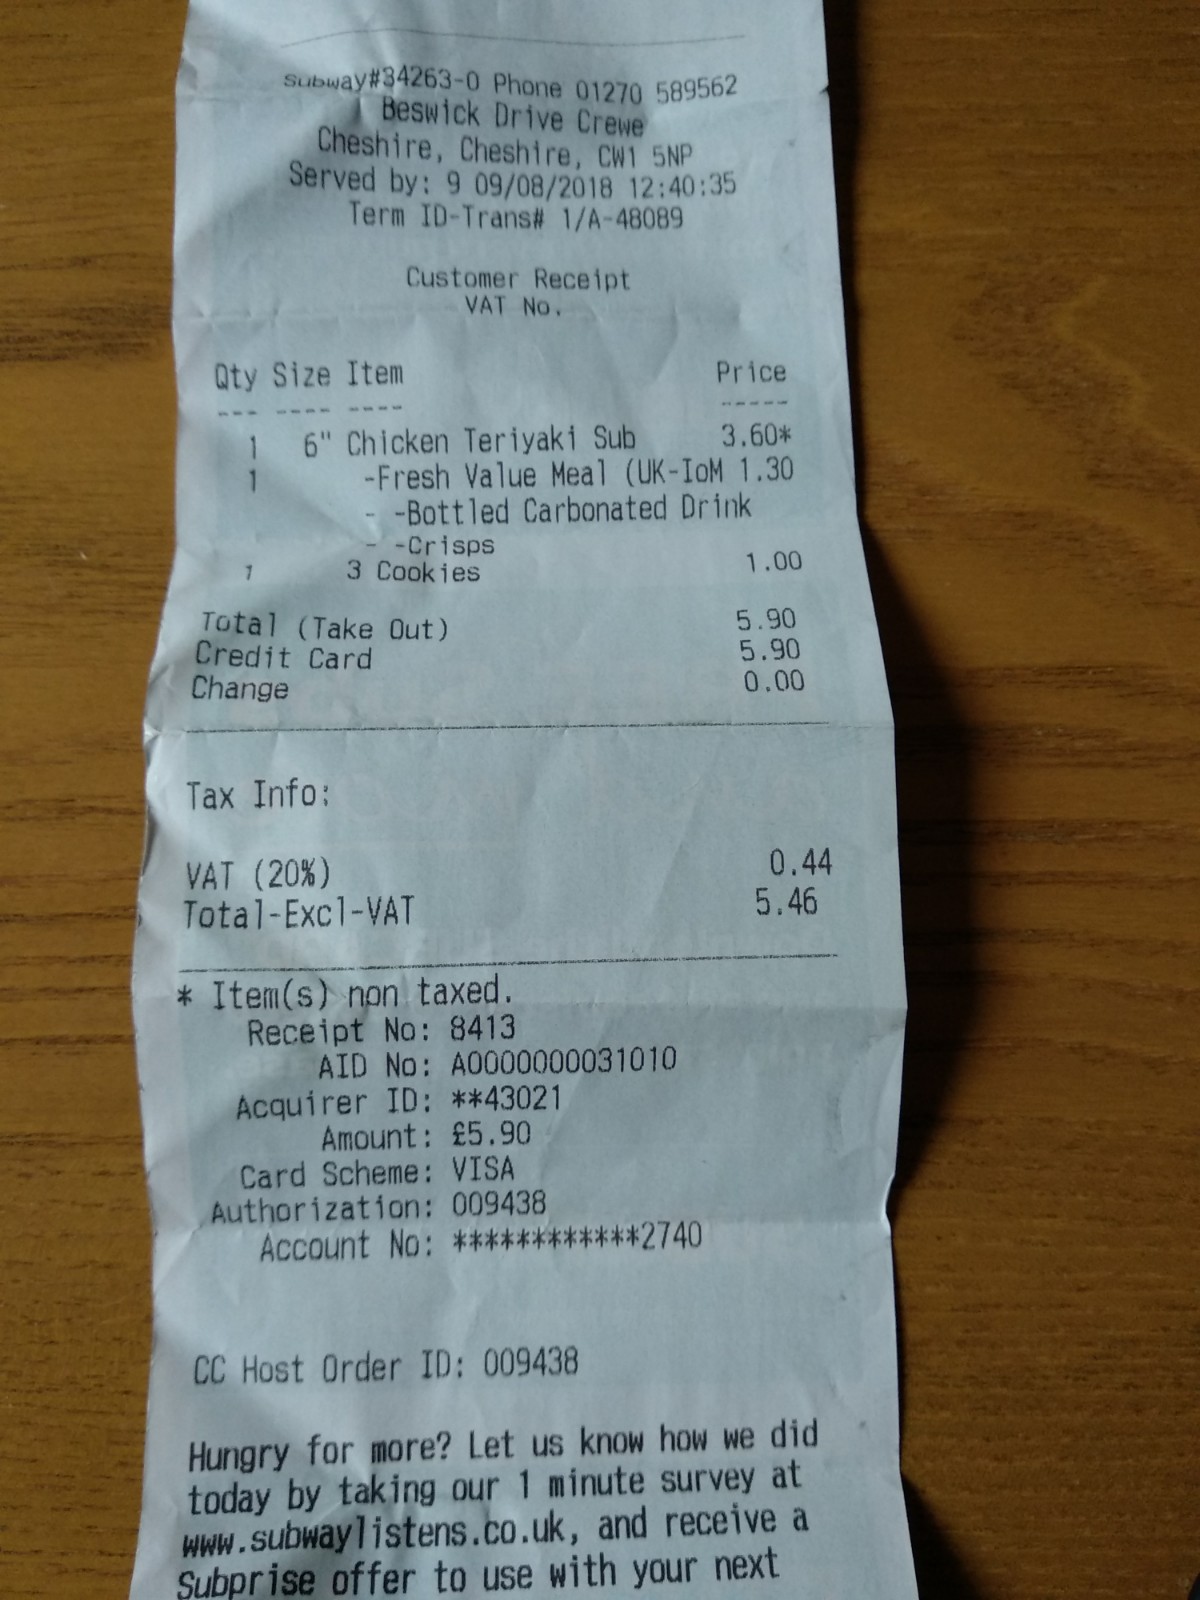 Subway#34263-0 Phone 01270 589562
Beswick Drive Crewe
Cheshire, Cheshire, CW1 5NP
Served by: 9 09/08/2018 12:40:35
Term ID-Trans# 1/A-48089
Customer Receipt
VAT No.
Qty Size Item Price
--- ---- ---- -----
1 6" Chicken Teriyaki Sub 3.60*
1 -Fresh Value Meal (UK-IoM 1.30
- -Bottled Carbonated Drink
- -Crisps
1 3 Cookies 1.00
Total (Take Out) 5.90
Credit Card 5.90
Change 0.00
Tax Info:
VAT (20%) 0.44
Total-Excl-VAT 5.46
* Item(s) non taxed.
Receipt No: 8413
AID No: A0000000031010
Acquirer ID: **43021
Amount: £5.90
Card Scheme: VISA
Authorization: 009438
Account No: ************2740
CC Host Order ID: 009438
Hungry for more? Let us know how we did
today by taking our 1 minute survey at
www.subwaylistens.co.uk, and receive a
Subprise offer to use with your next